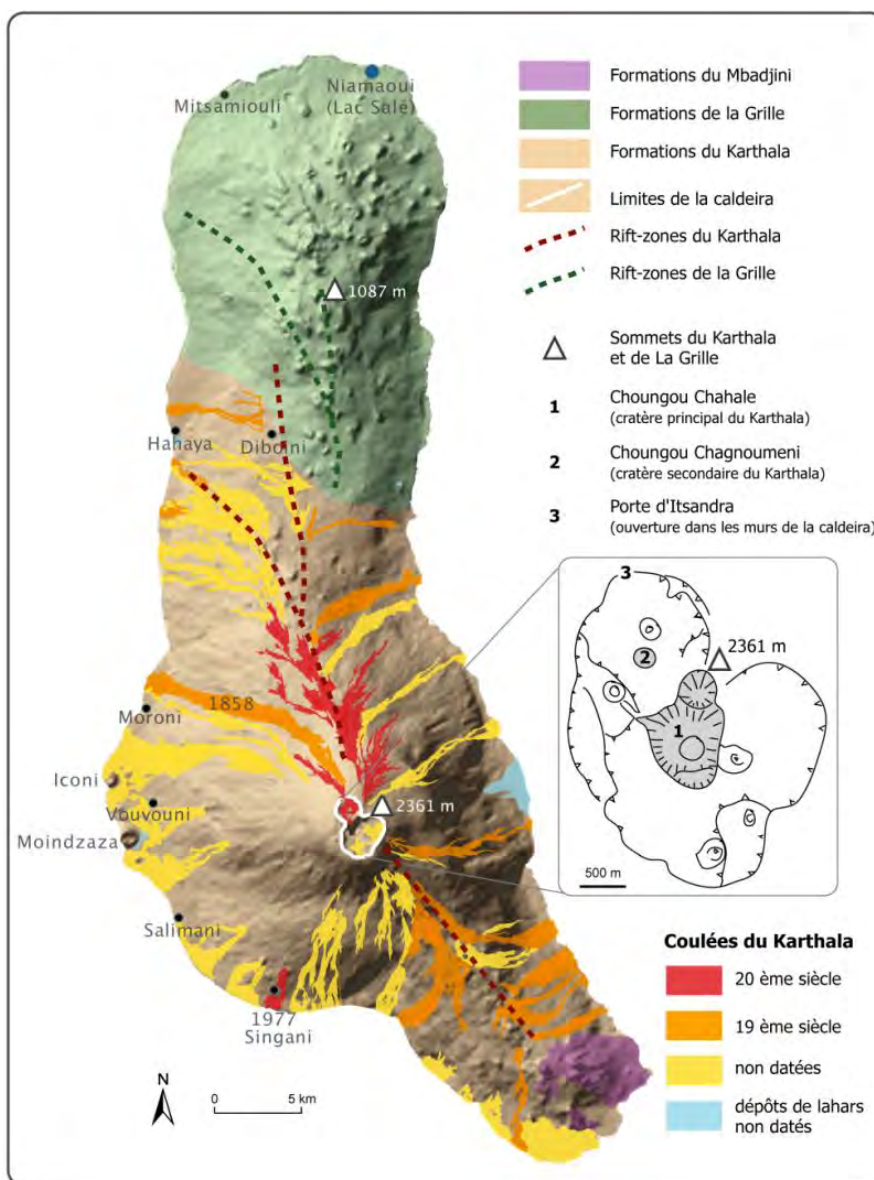 Niamaoui
(Lac Salé)
Mitsamiouli
1087 m
Hahaya
Diboini
1858
Moroni
Iconi
Vouvouni
Moindzaza
2361 m
Salimani
1977
Singani
N
0 5 km
Formations du Mbadjini
Formations de la Grille
Formations du Karthala
Limites de la caldeira
Rift-zones du Karthala
Rift-zones de la Grille
Sommets du Karthala
et de La Grille
1 Choungou Chahale
(cratère principal du Karthala)
2 Choungou Chagnoumeni
(cratère secondaire du Karthala)
3 Porte d'Itsandra
(ouverture dans les murs de la caldeira)
3
2361 m
2
1
500 m
Coulées du Karthala
20 ème siècle
19 ème siècle
non datées
dépôts de lahars
non datés